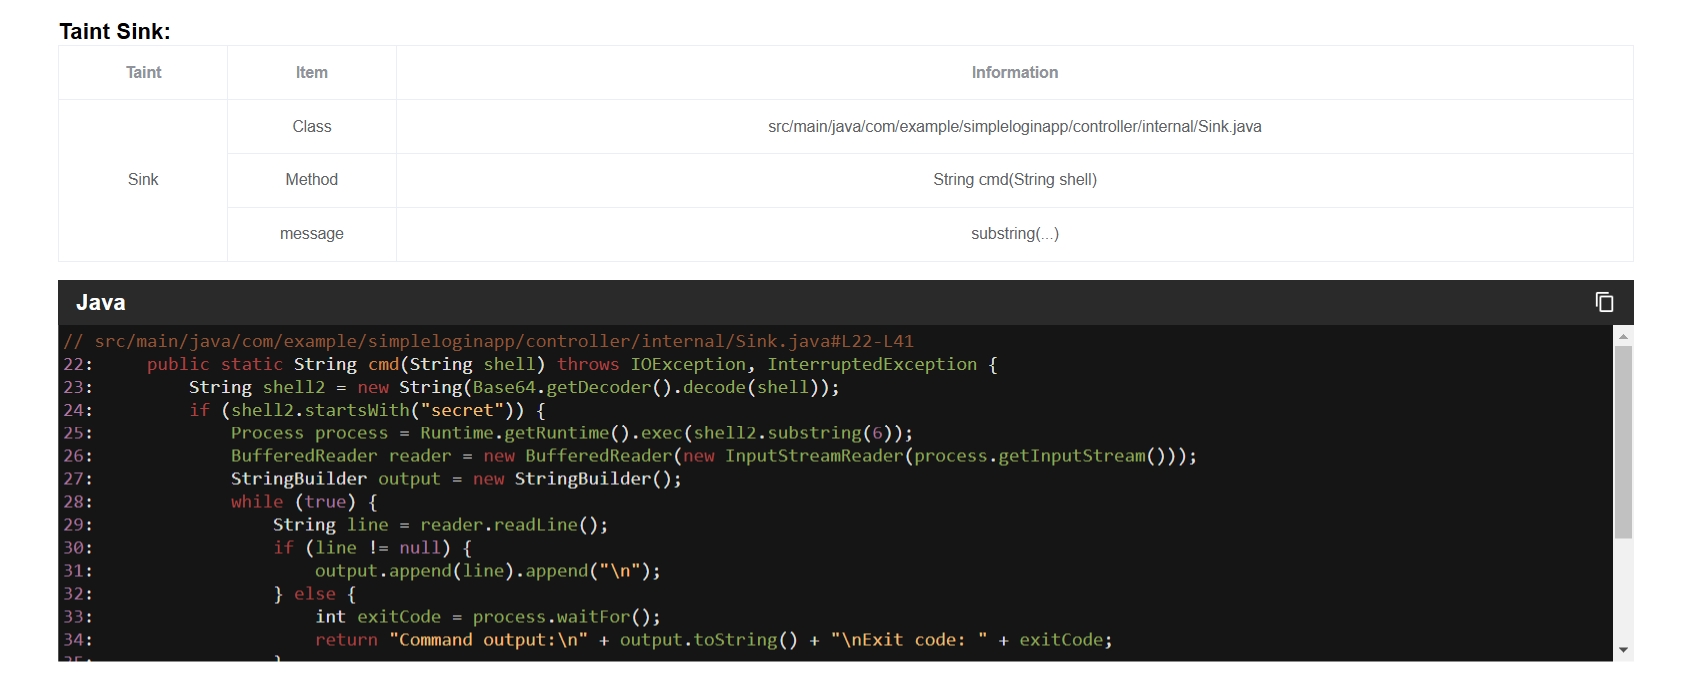 Taint Sink:
Taint Item Information
Sink
Class src/main/java/com/example/simpleloginapp/controller/internal/Sink.java
Method String cmd(String shell)
message substring(...)
Java
// src/main/java/com/example/simpleloginapp/controller/internal/Sink.java#L22-L41
22:     public static String cmd(String shell) throws IOException, InterruptedException {
23:         String shell2 = new String(Base64.getDecoder().decode(shell));
24:         if (shell2.startsWith("secret")) {
25:             Process process = Runtime.getRuntime().exec(shell2.substring(6));
26:             BufferedReader reader = new BufferedReader(new InputStreamReader(process.getInputStream()));
27:             StringBuilder output = new StringBuilder();
28:             while (true) {
29:                 String line = reader.readLine();
30:                 if (line != null) {
31:                     output.append(line).append("\n");
32:                 } else {
33:                     int exitCode = process.waitFor();
34:                     return "Command output:\n" + output.toString() + "\nExit code: " + exitCode;